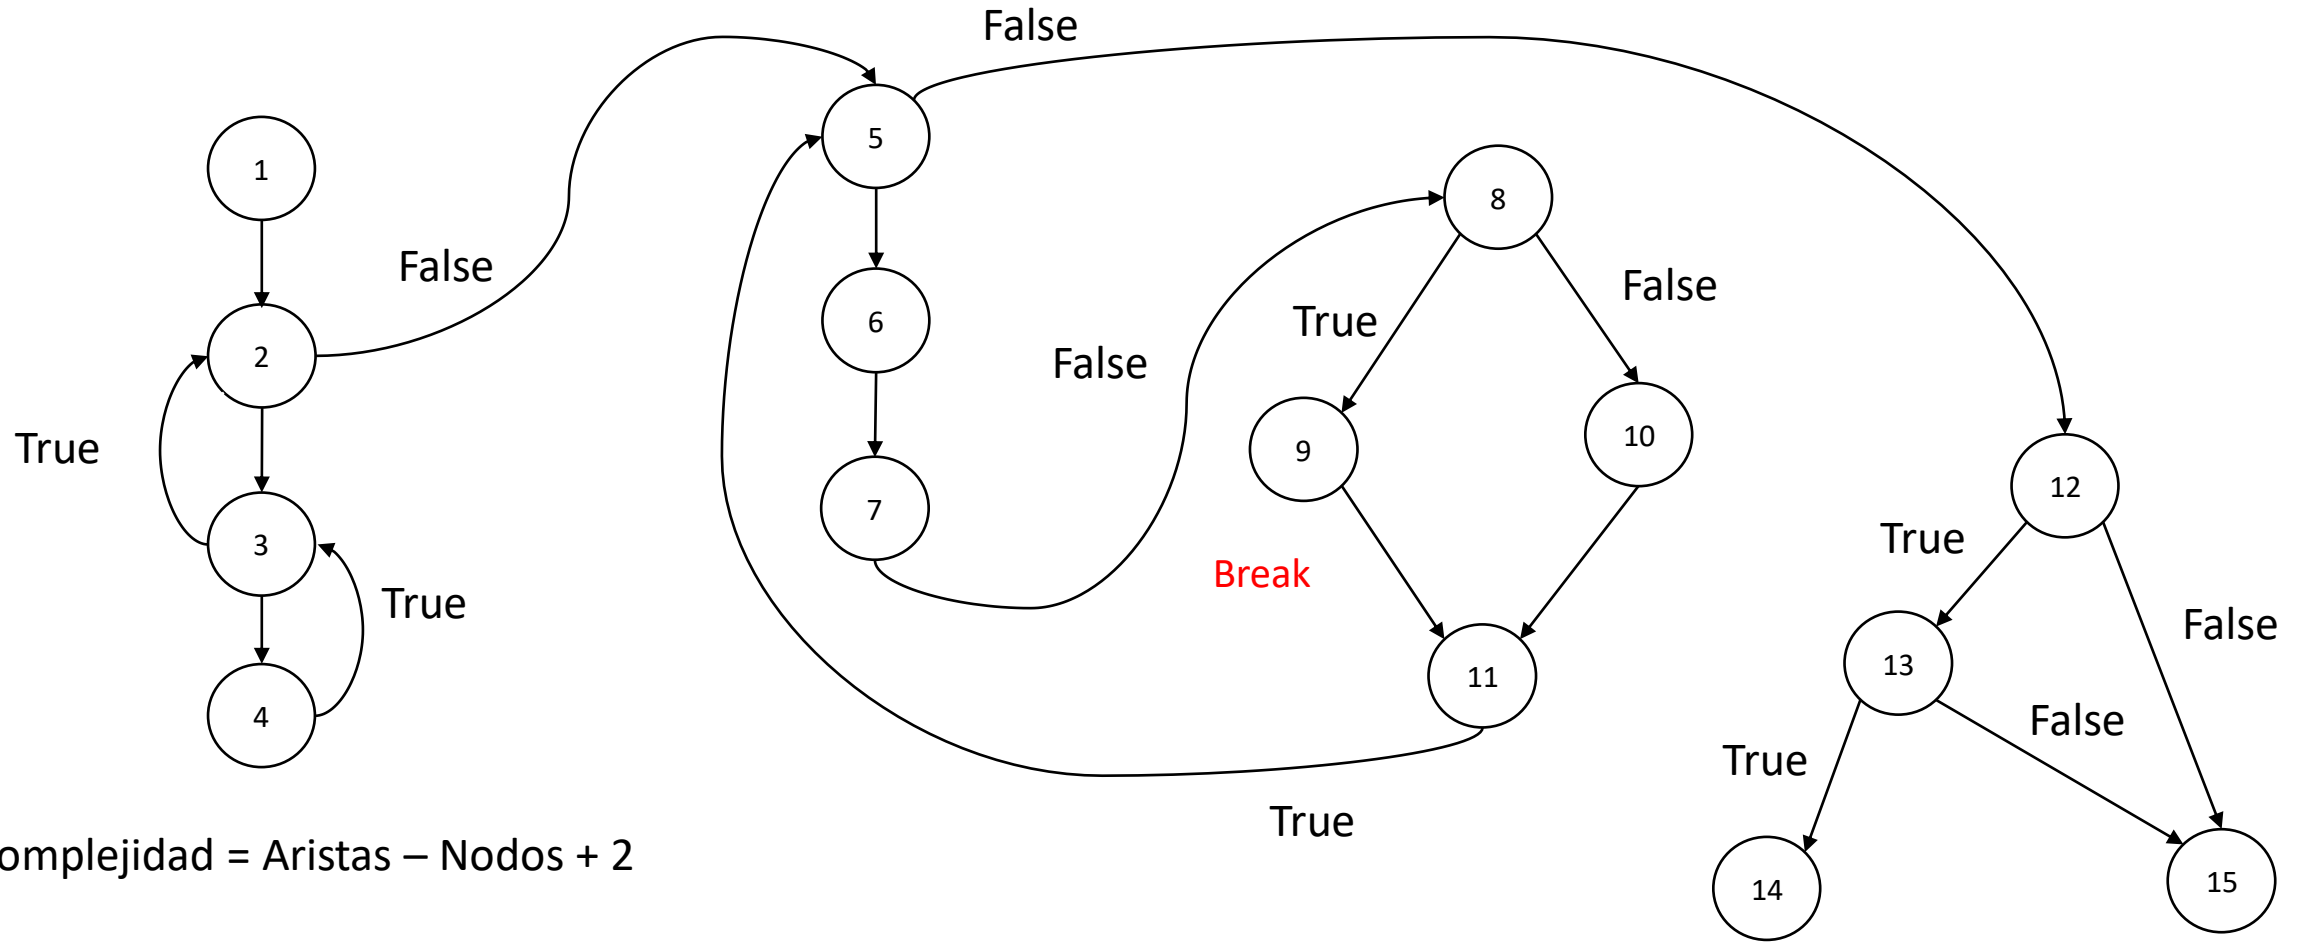 False
1
5
8
False
2
6
False
True
False
True
9
10
7
12
3
True
Break
True
False
11
13
4
False
True
True
omplejidad = Aristas – Nodos + 2
14
15